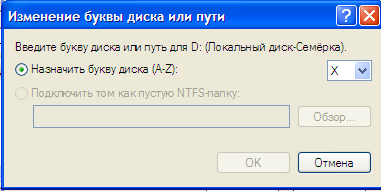 Изменение буквы диска или пути
Введите букву диска или путь для D: (Локальный диск-Семёрка).
Назначить букву диска (A-Z):
X
Подключить том как пустую NTFS-папку:
Обзор...
OK
Отмена